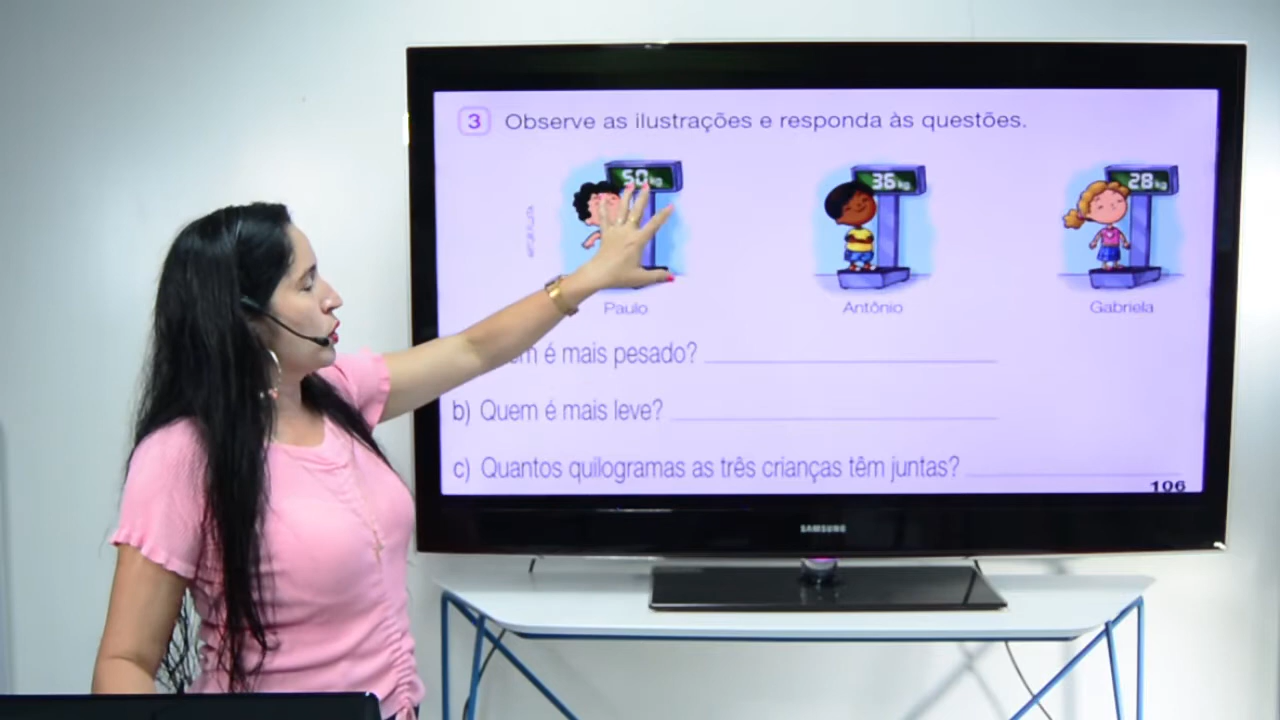 3 Observe as ilustrações e responda às questões.
50 kg
36 kg
28 kg
Paulo
Antônio
Gabriela
é mais pesado?
b) Quem é mais leve?
c) Quantos quilogramas as três crianças têm juntas?
106
SAMSUNG